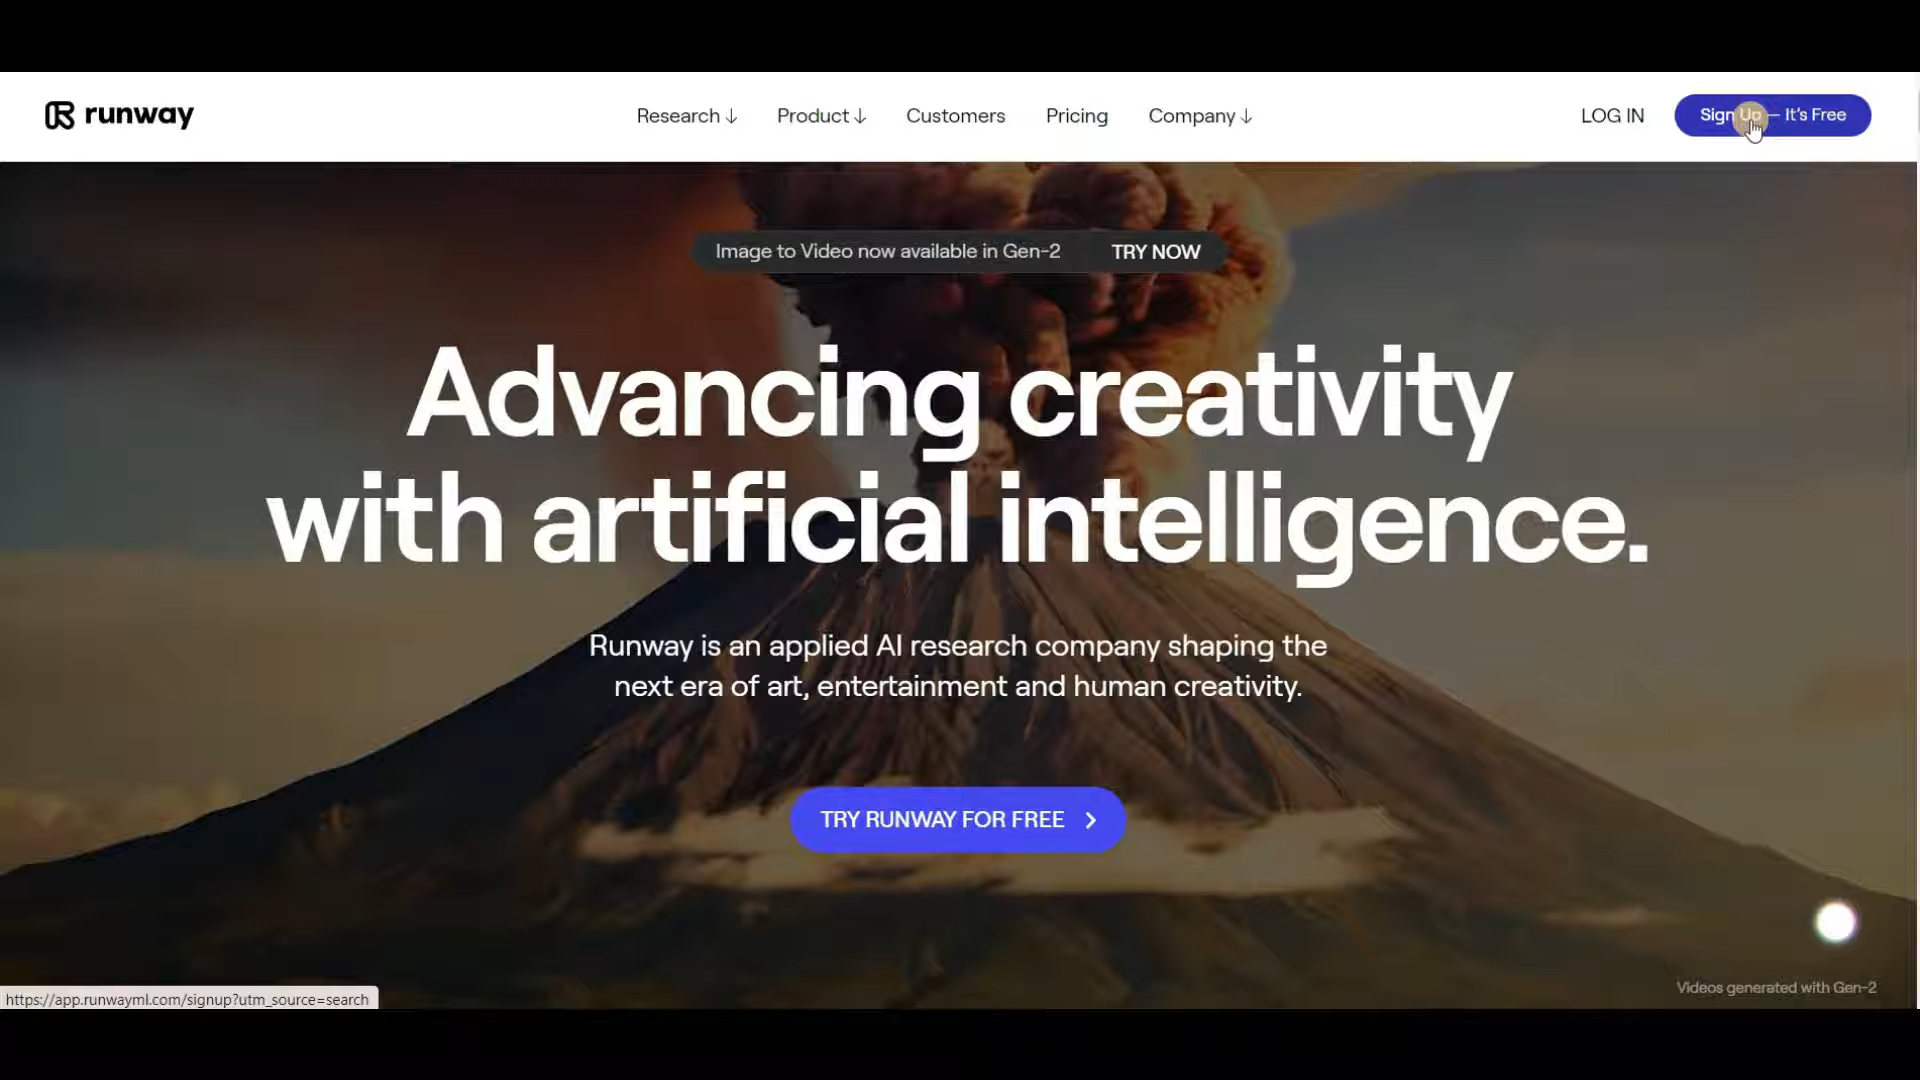 runway
Research ↓
Product ↓
Customers
Pricing
Company ↓
LOG IN
Sign Up – It's Free
Image to Video now available in Gen-2
TRY NOW
Advancing creativity
with artificial intelligence.
Runway is an applied AI research company shaping the
next era of art, entertainment and human creativity.
TRY RUNWAY FOR FREE
Videos generated with Gen-2
https://app.runwayml.com/signup?utm_source=search